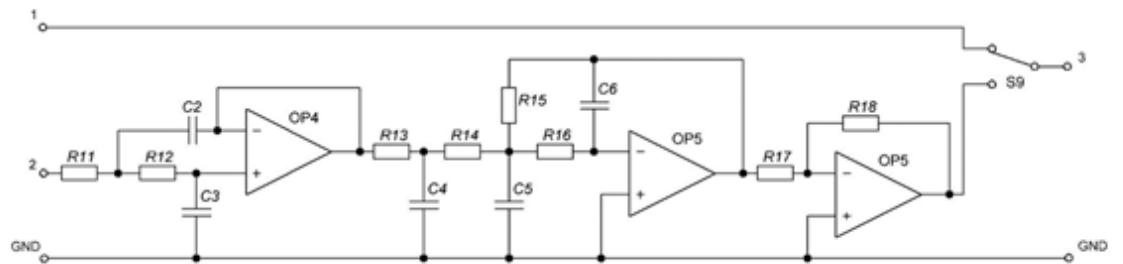 1
3
S9
C2
OP4
R15
C6
OP5
R18
R11
R12
R13
R14
R16
R17
OP5
2
C3
C4
C5
GND
GND